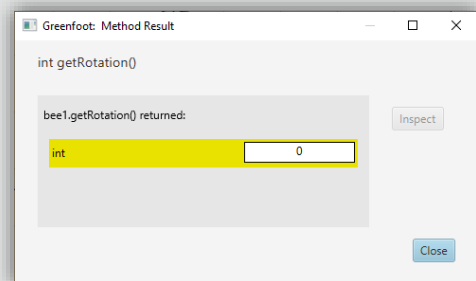 Greenfoot: Method Result
int getRotation()
bee1.getRotation() returned:
Inspect
int 0
Close